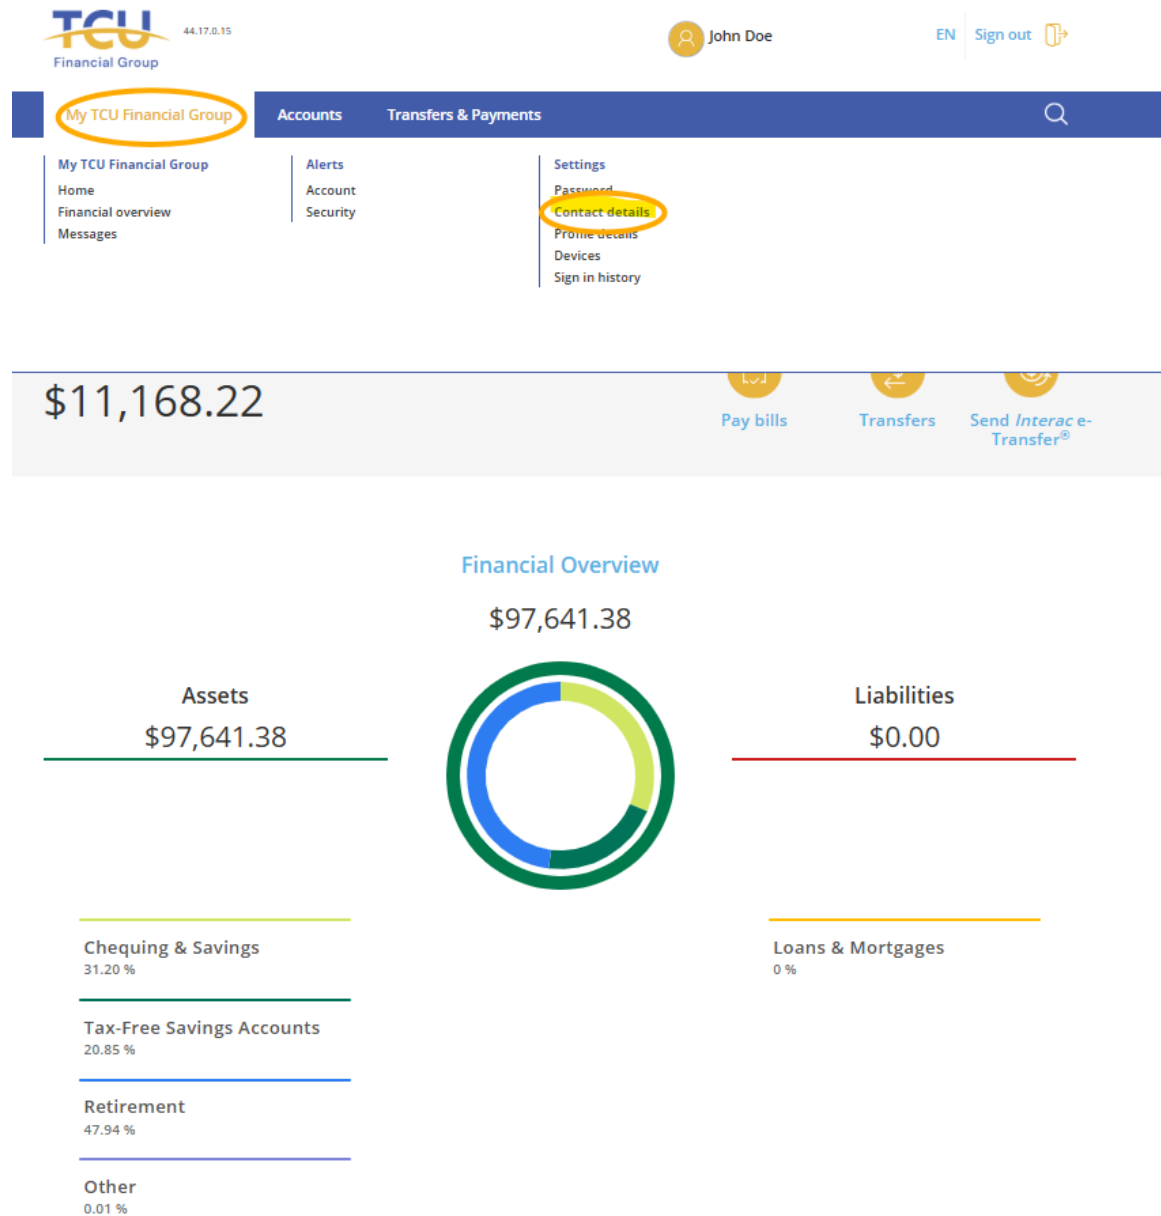 TCU
Financial Group
44.17.0.15
John Doe
EN
Sign out
My TCU Financial Group
Accounts
Transfers & Payments
My TCU Financial Group
Home
Financial overview
Messages
Alerts
Account
Security
Settings
Password
Contact details
Profile details
Devices
Sign in history
$11,168.22
Pay bills
Transfers
Send Interac e-
Transfer®
Financial Overview
$97,641.38
Assets
$97,641.38
Liabilities
$0.00
Chequing & Savings
31.20 %
Tax-Free Savings Accounts
20.85 %
Retirement
47.94 %
Other
0.01 %
Loans & Mortgages
0 %